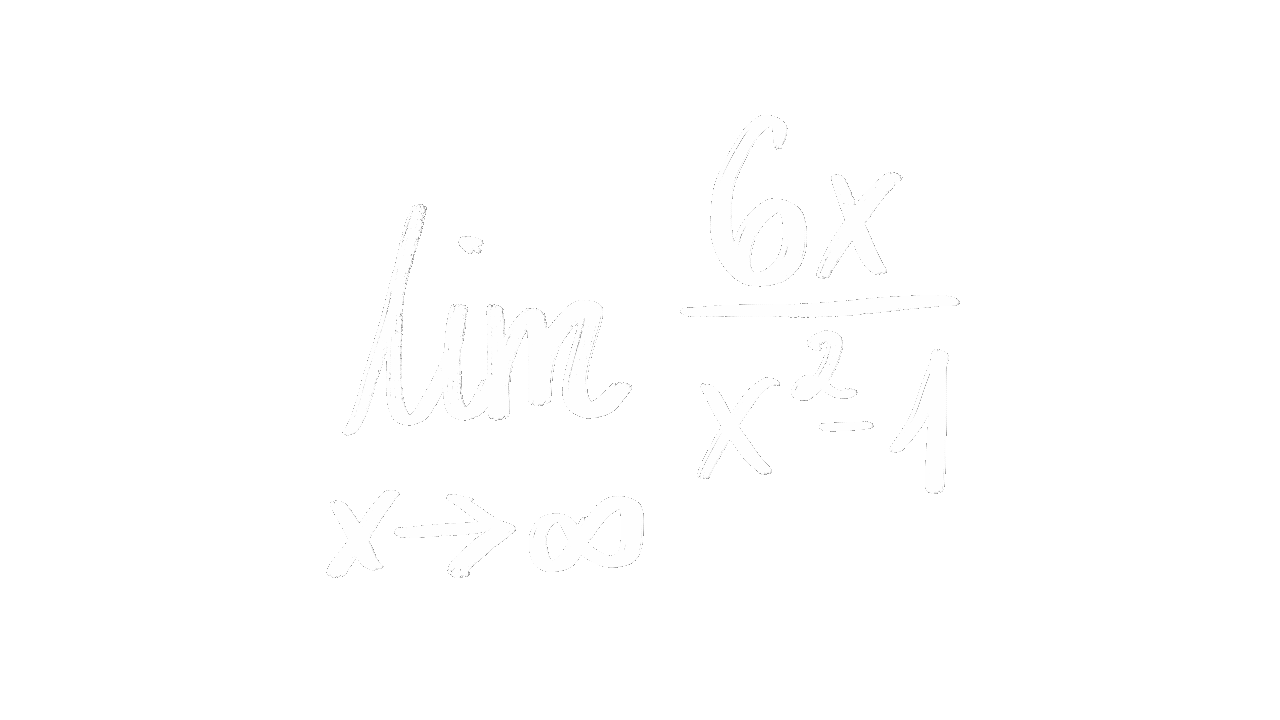 lim 6x / x² - 1
x → ∞